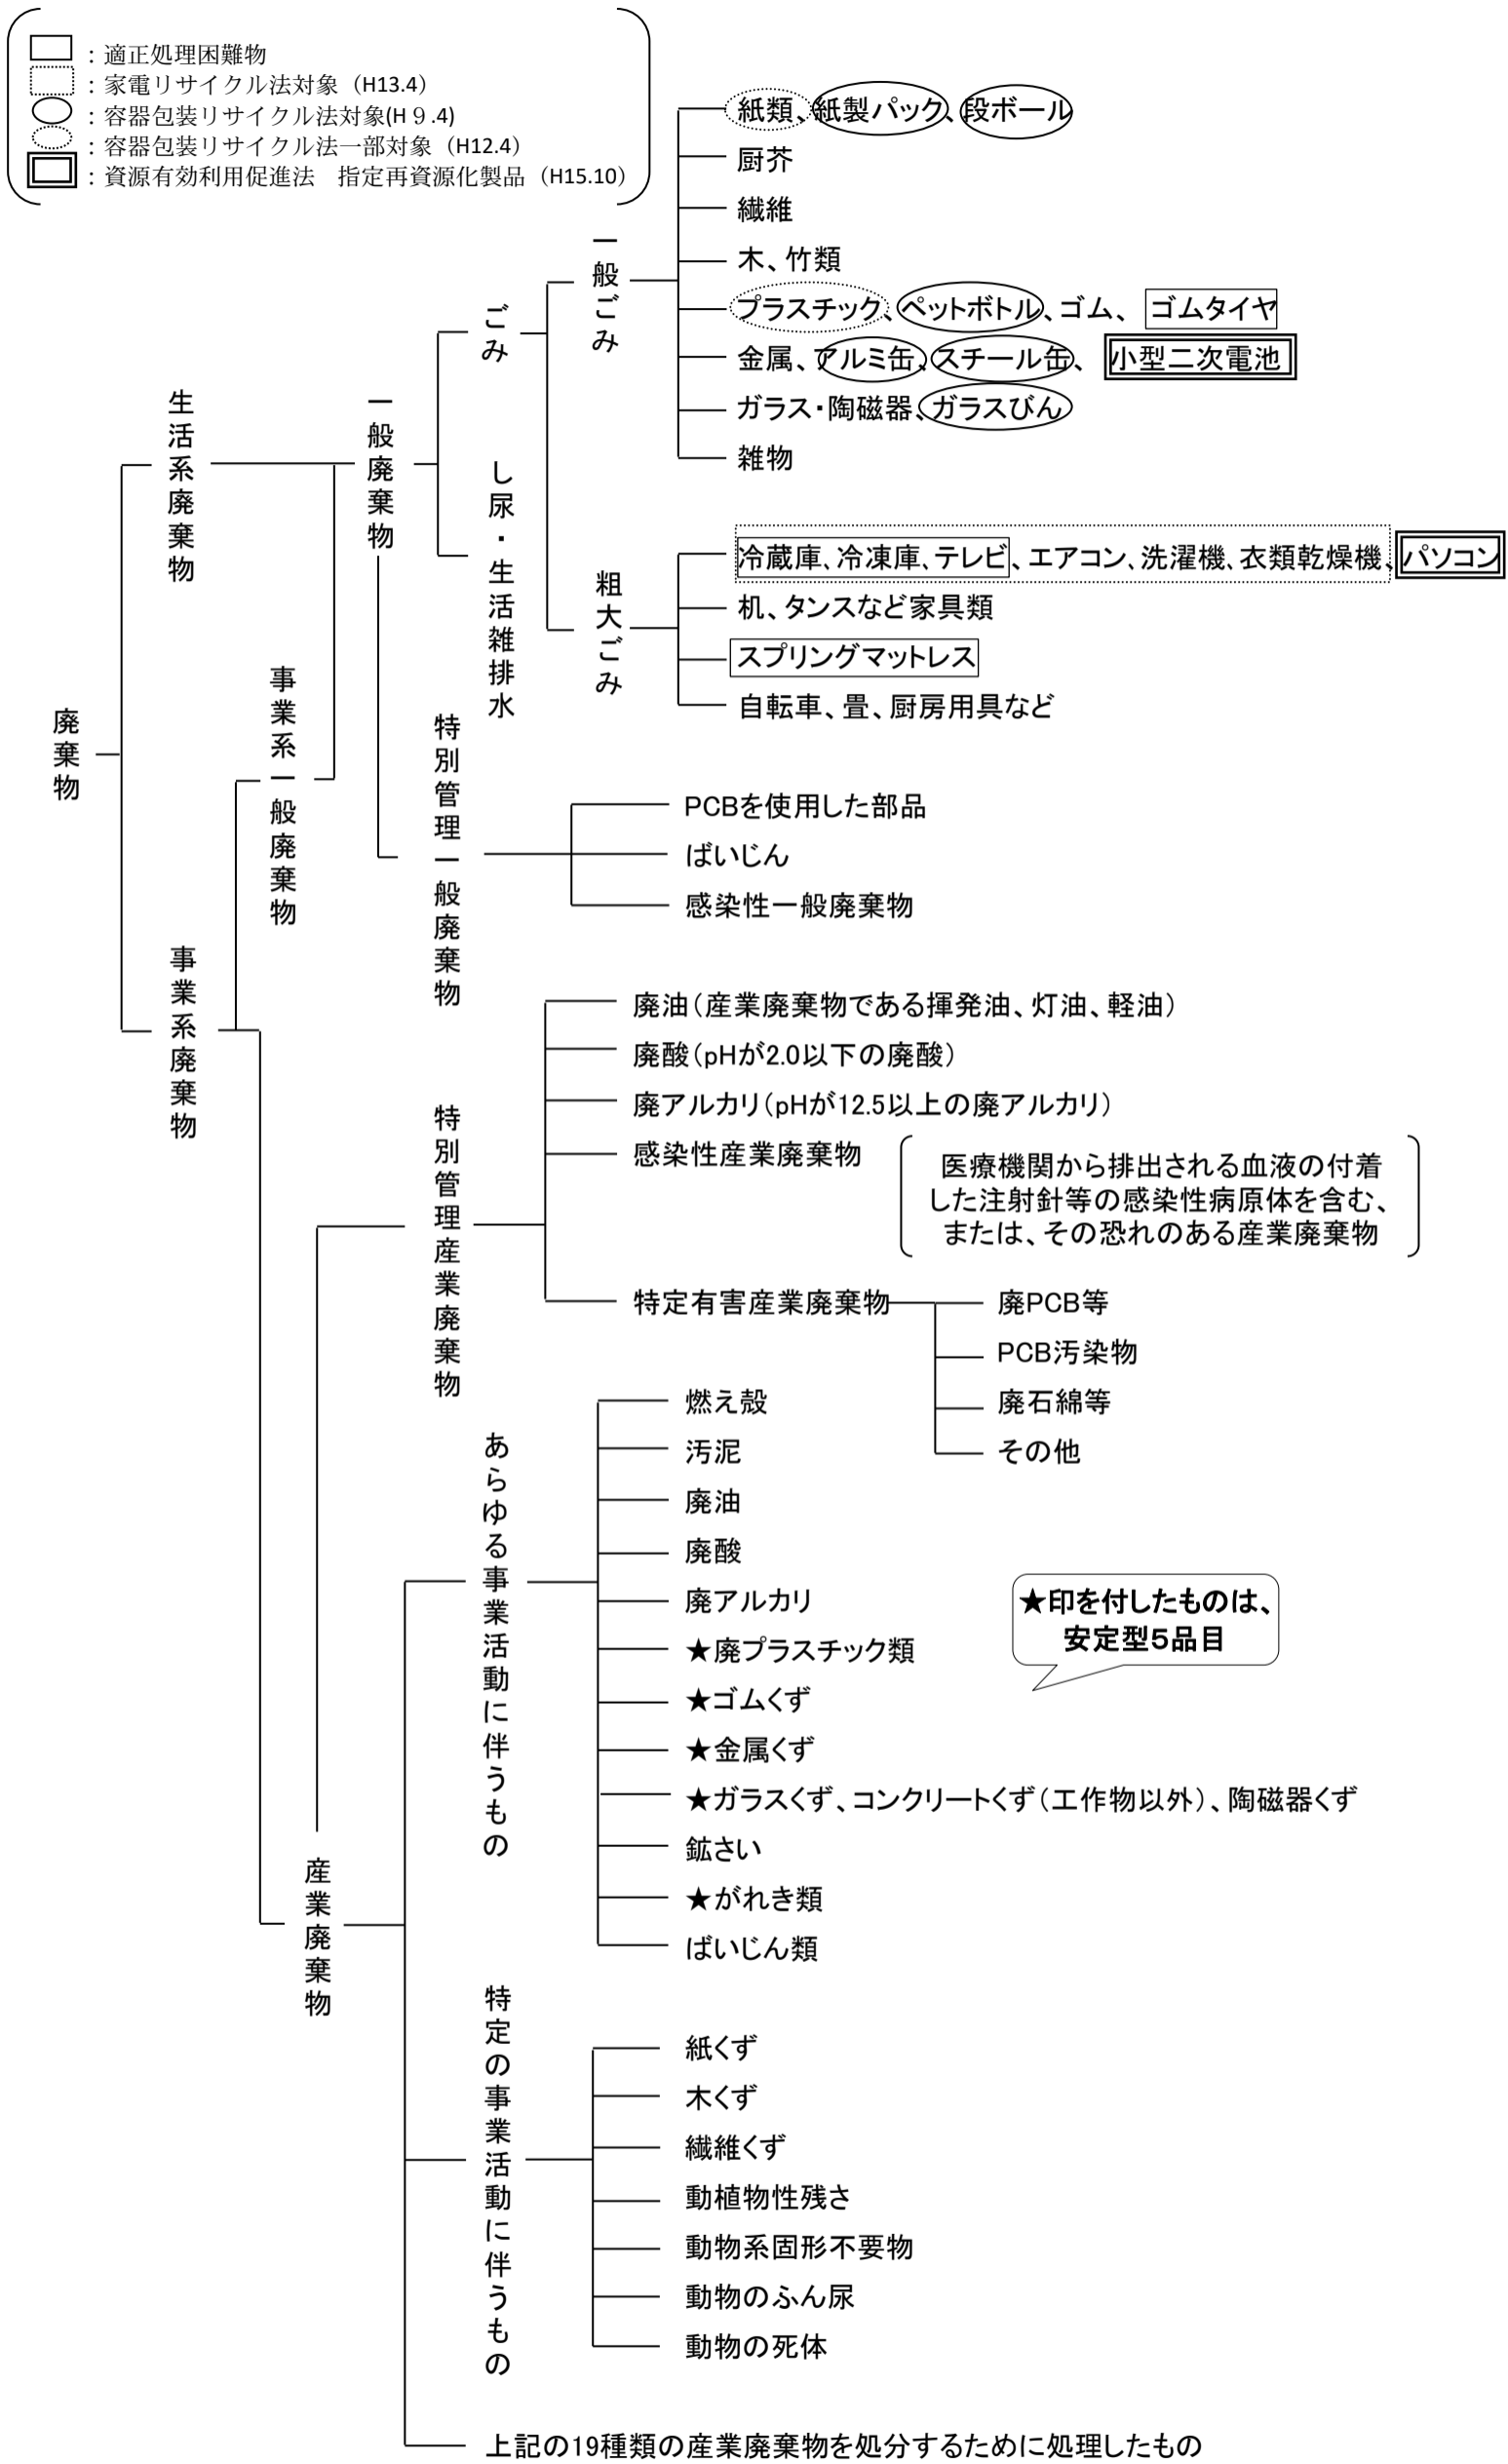 ：適正処理困難物
：家電リサイクル法対象（H13.4）
：容器包装リサイクル法対象(H９.4)
：容器包装リサイクル法一部対象（H12.4）
：資源有効利用促進法　指定再資源化製品（H15.10）
廃棄物
生活系廃棄物
事業系廃棄物
事業系一般廃棄物
一般廃棄物
ごみ
し尿・生活雑排水
一般ごみ
紙類、紙製パック、段ボール
厨芥
繊維
木、竹類
プラスチック、ペットボトル、ゴム、ゴムタイヤ
金属、アルミ缶、スチール缶、小型二次電池
ガラス・陶磁器、ガラスびん
雑物
粗大ごみ
冷蔵庫、冷凍庫、テレビ、エアコン、洗濯機、衣類乾燥機、パソコン
机、タンスなど家具類
スプリングマットレス
自転車、畳、厨房用具など
特別管理一般廃棄物
PCBを使用した部品
ばいじん
感染性一般廃棄物
産業廃棄物
特別管理産業廃棄物
廃油（産業廃棄物である揮発油、灯油、軽油）
廃酸（pHが2.0以下の廃酸）
廃アルカリ（pHが12.5以上の廃アルカリ）
感染性産業廃棄物
医療機関から排出される血液の付着
した注射針等の感染性病原体を含む、
または、その恐れのある産業廃棄物
特定有害産業廃棄物
廃PCB等
PCB汚染物
廃石綿等
その他
あらゆる事業活動に伴うもの
燃え殻
汚泥
廃油
廃酸
廃アルカリ
★廃プラスチック類
★ゴムくず
★金属くず
★ガラスくず、コンクリートくず（工作物以外）、陶磁器くず
鉱さい
★がれき類
ばいじん類
★印を付したものは、
安定型５品目
特定の事業活動に伴うもの
紙くず
木くず
繊維くず
動植物性残さ
動物系固形不要物
動物のふん尿
動物の死体
上記の19種類の産業廃棄物を処分するために処理したもの